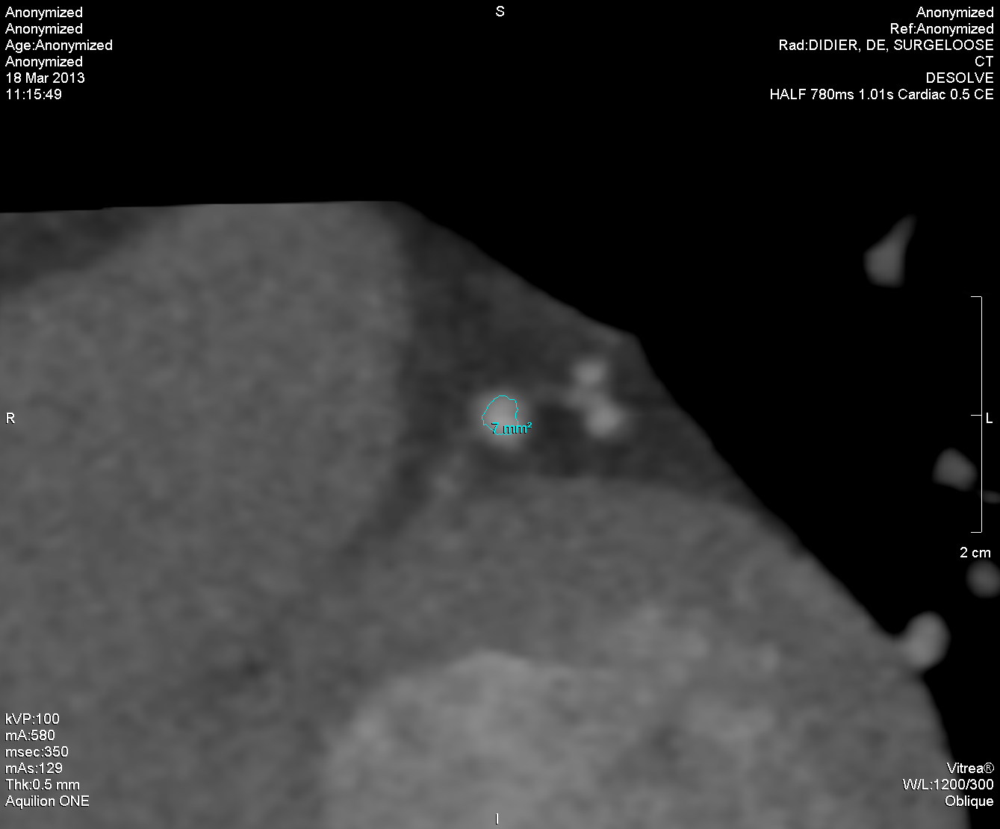 Anonymized
Anonymized
Age:Anonymized
Anonymized
18 Mar 2013
11:15:49
S
Anonymized
Ref:Anonymized
Rad:DIDIER, DE, SURGELOOSE
CT
DESOLVE
HALF 780ms 1.01s Cardiac 0.5 CE
R
7 mm²
L
2 cm
kVP:100
mA:580
msec:350
mAs:129
Thk:0.5 mm
Aquilion ONE
I
Vitrea®
W/L:1200/300
Oblique